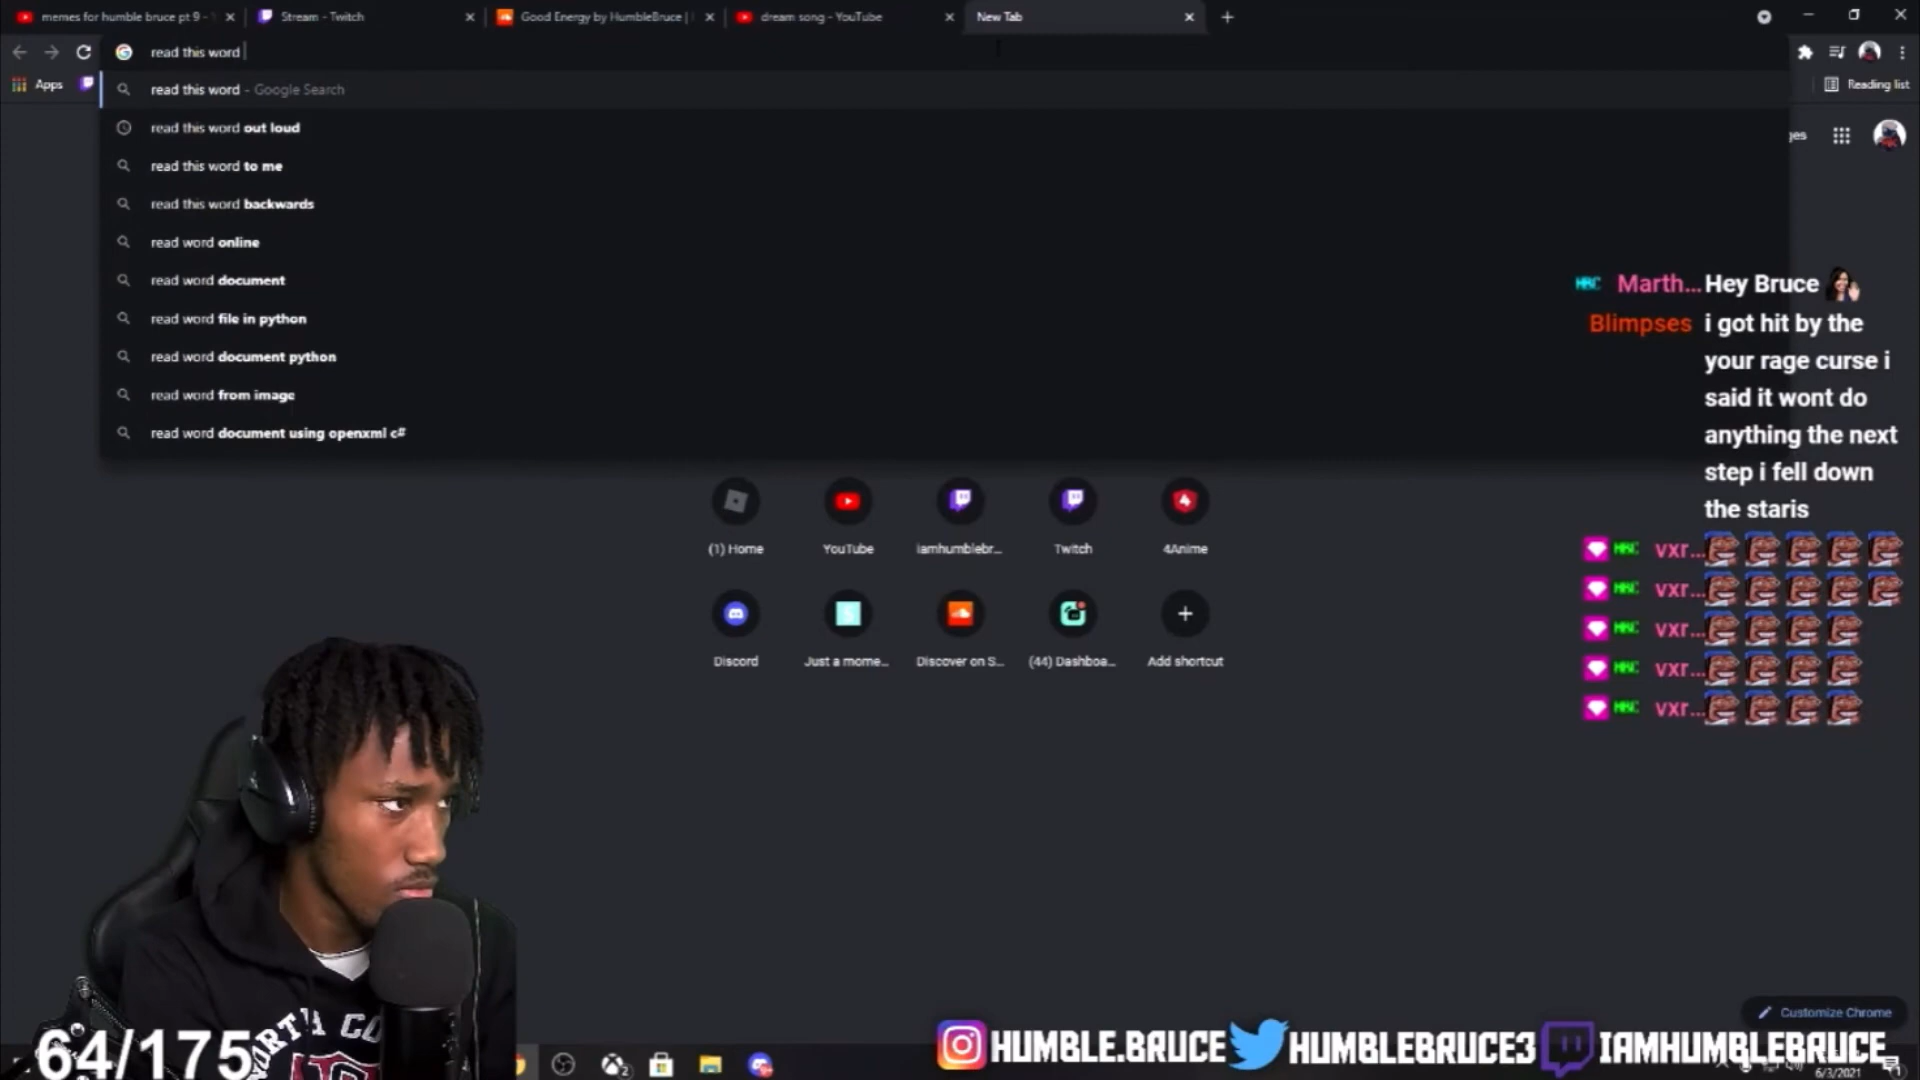 memes for humble bruce pt 9 -
Stream - Twitch
Good Energy by HumbleBruce |
dream song - YouTube
New Tab
read this word
Apps
Reading list
read this word - Google Search
read this word out loud
read this word to me
read this word backwards
read word online
read word document
read word file in python
read word document python
read word from image
read word document using openxml c#
Marth... Hey Bruce
Blimpses i got hit by the
your rage curse i
said it wont do
anything the next
step i fell down
the staris
vxr...
vxr...
vxr...
vxr...
vxr...
(1) Home
YouTube
iamhumblebr...
Twitch
4Anime
Discord
Just a mome...
Discover on S...
(44) Dashboa...
Add shortcut
Customize Chrome
64/175
HUMBLE.BRUCE
HUMBLEBRUCE3
IAMHUMBLEBRUCE
6/3/2021